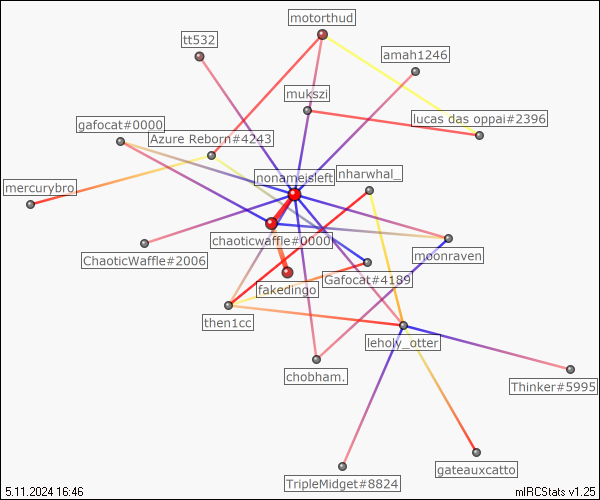 motorthud
tt532
amah1246
mukszi
lucas das oppai#2396
gafocat#0000
Azure Reborn#4243
nonameisleft
nharwhal_
mercurybro_
chaoticwaffle#0000
ChaoticWaffle#2006
moonraven
Gafocat#4189
fakedingo
then1cc
leholy_otter
chobham.
Thinker#5995
gateauxcatto
TripleMidget#8824
5.11.2024 16:46
mIRCStats v1.25